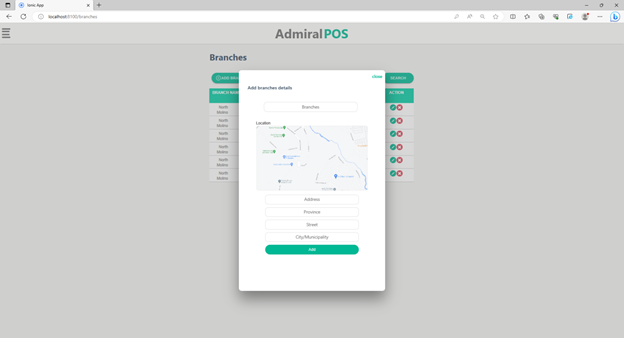 Ionic App
localhost:8100/branches
AdmiralPOS
Branches
ADD BRAN
SEARCH
BRANCH NAM
ACTION
North
Molino
North
Molino
North
Molino
North
Molino
North
Molino
North
Molino
close
Add branches details
Branches
Location
Address
Province
Street
City/Municipality
Add